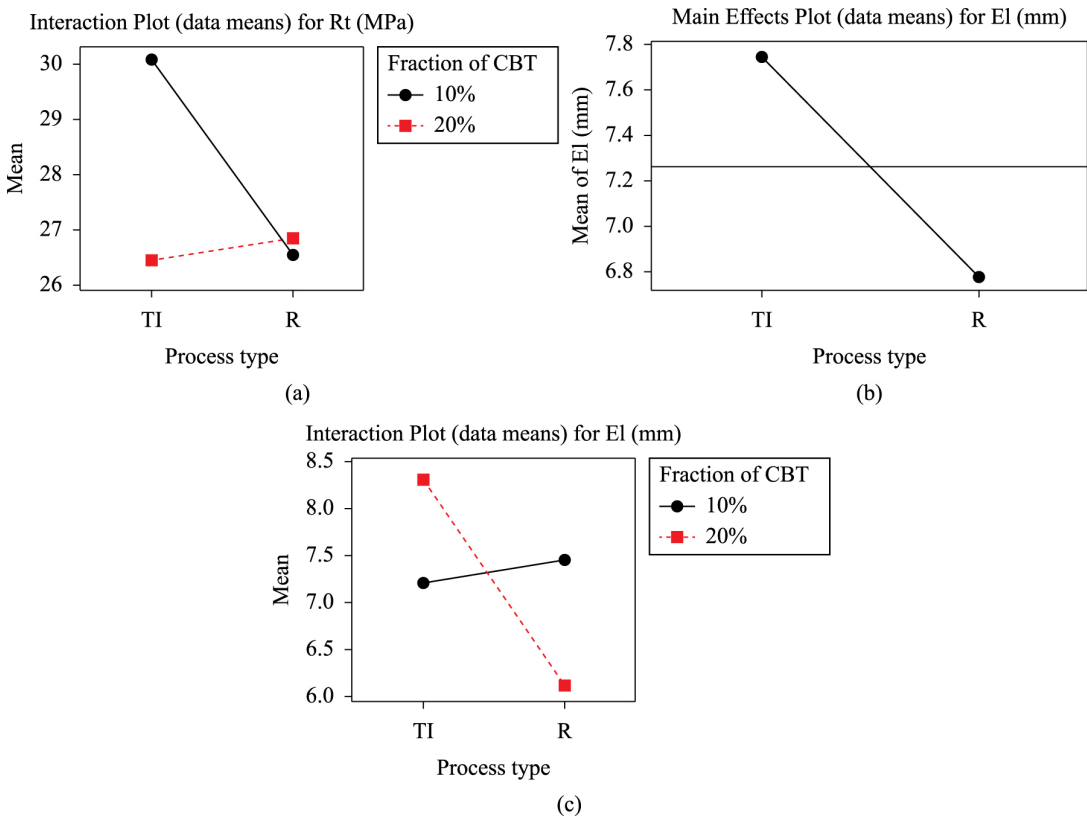 Interaction Plot (data means) for Rt (MPa)
30
29
28
27
26
Mean
TI
R
Process type
Fraction of CBT
10%
20%
(a)
Main Effects Plot (data means) for El (mm)
7.8
7.6
7.4
7.2
7.0
6.8
Mean of El (mm)
TI
R
Process type
(b)
Interaction Plot (data means) for El (mm)
8.5
8.0
7.5
7.0
6.5
6.0
Mean
TI
R
Process type
Fraction of CBT
10%
20%
(c)